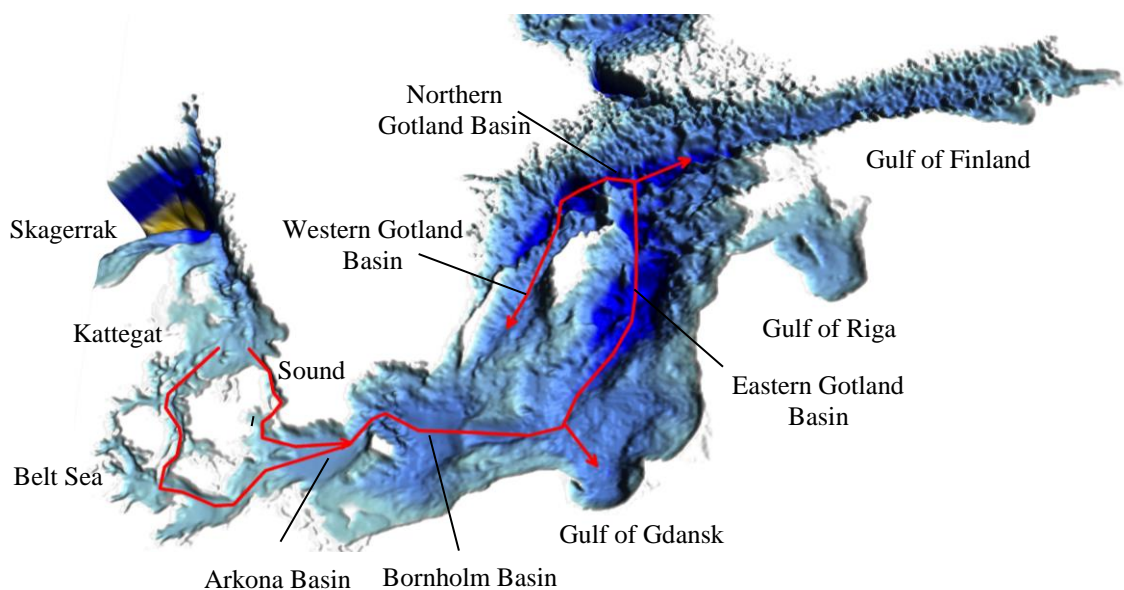 Northern
Gotland Basin
Gulf of Finland
Skagerrak
Western Gotland
Basin
Kattegat
Gulf of Riga
Sound
Eastern Gotland
Basin
Belt Sea
Gulf of Gdansk
Arkona Basin
Bornholm Basin